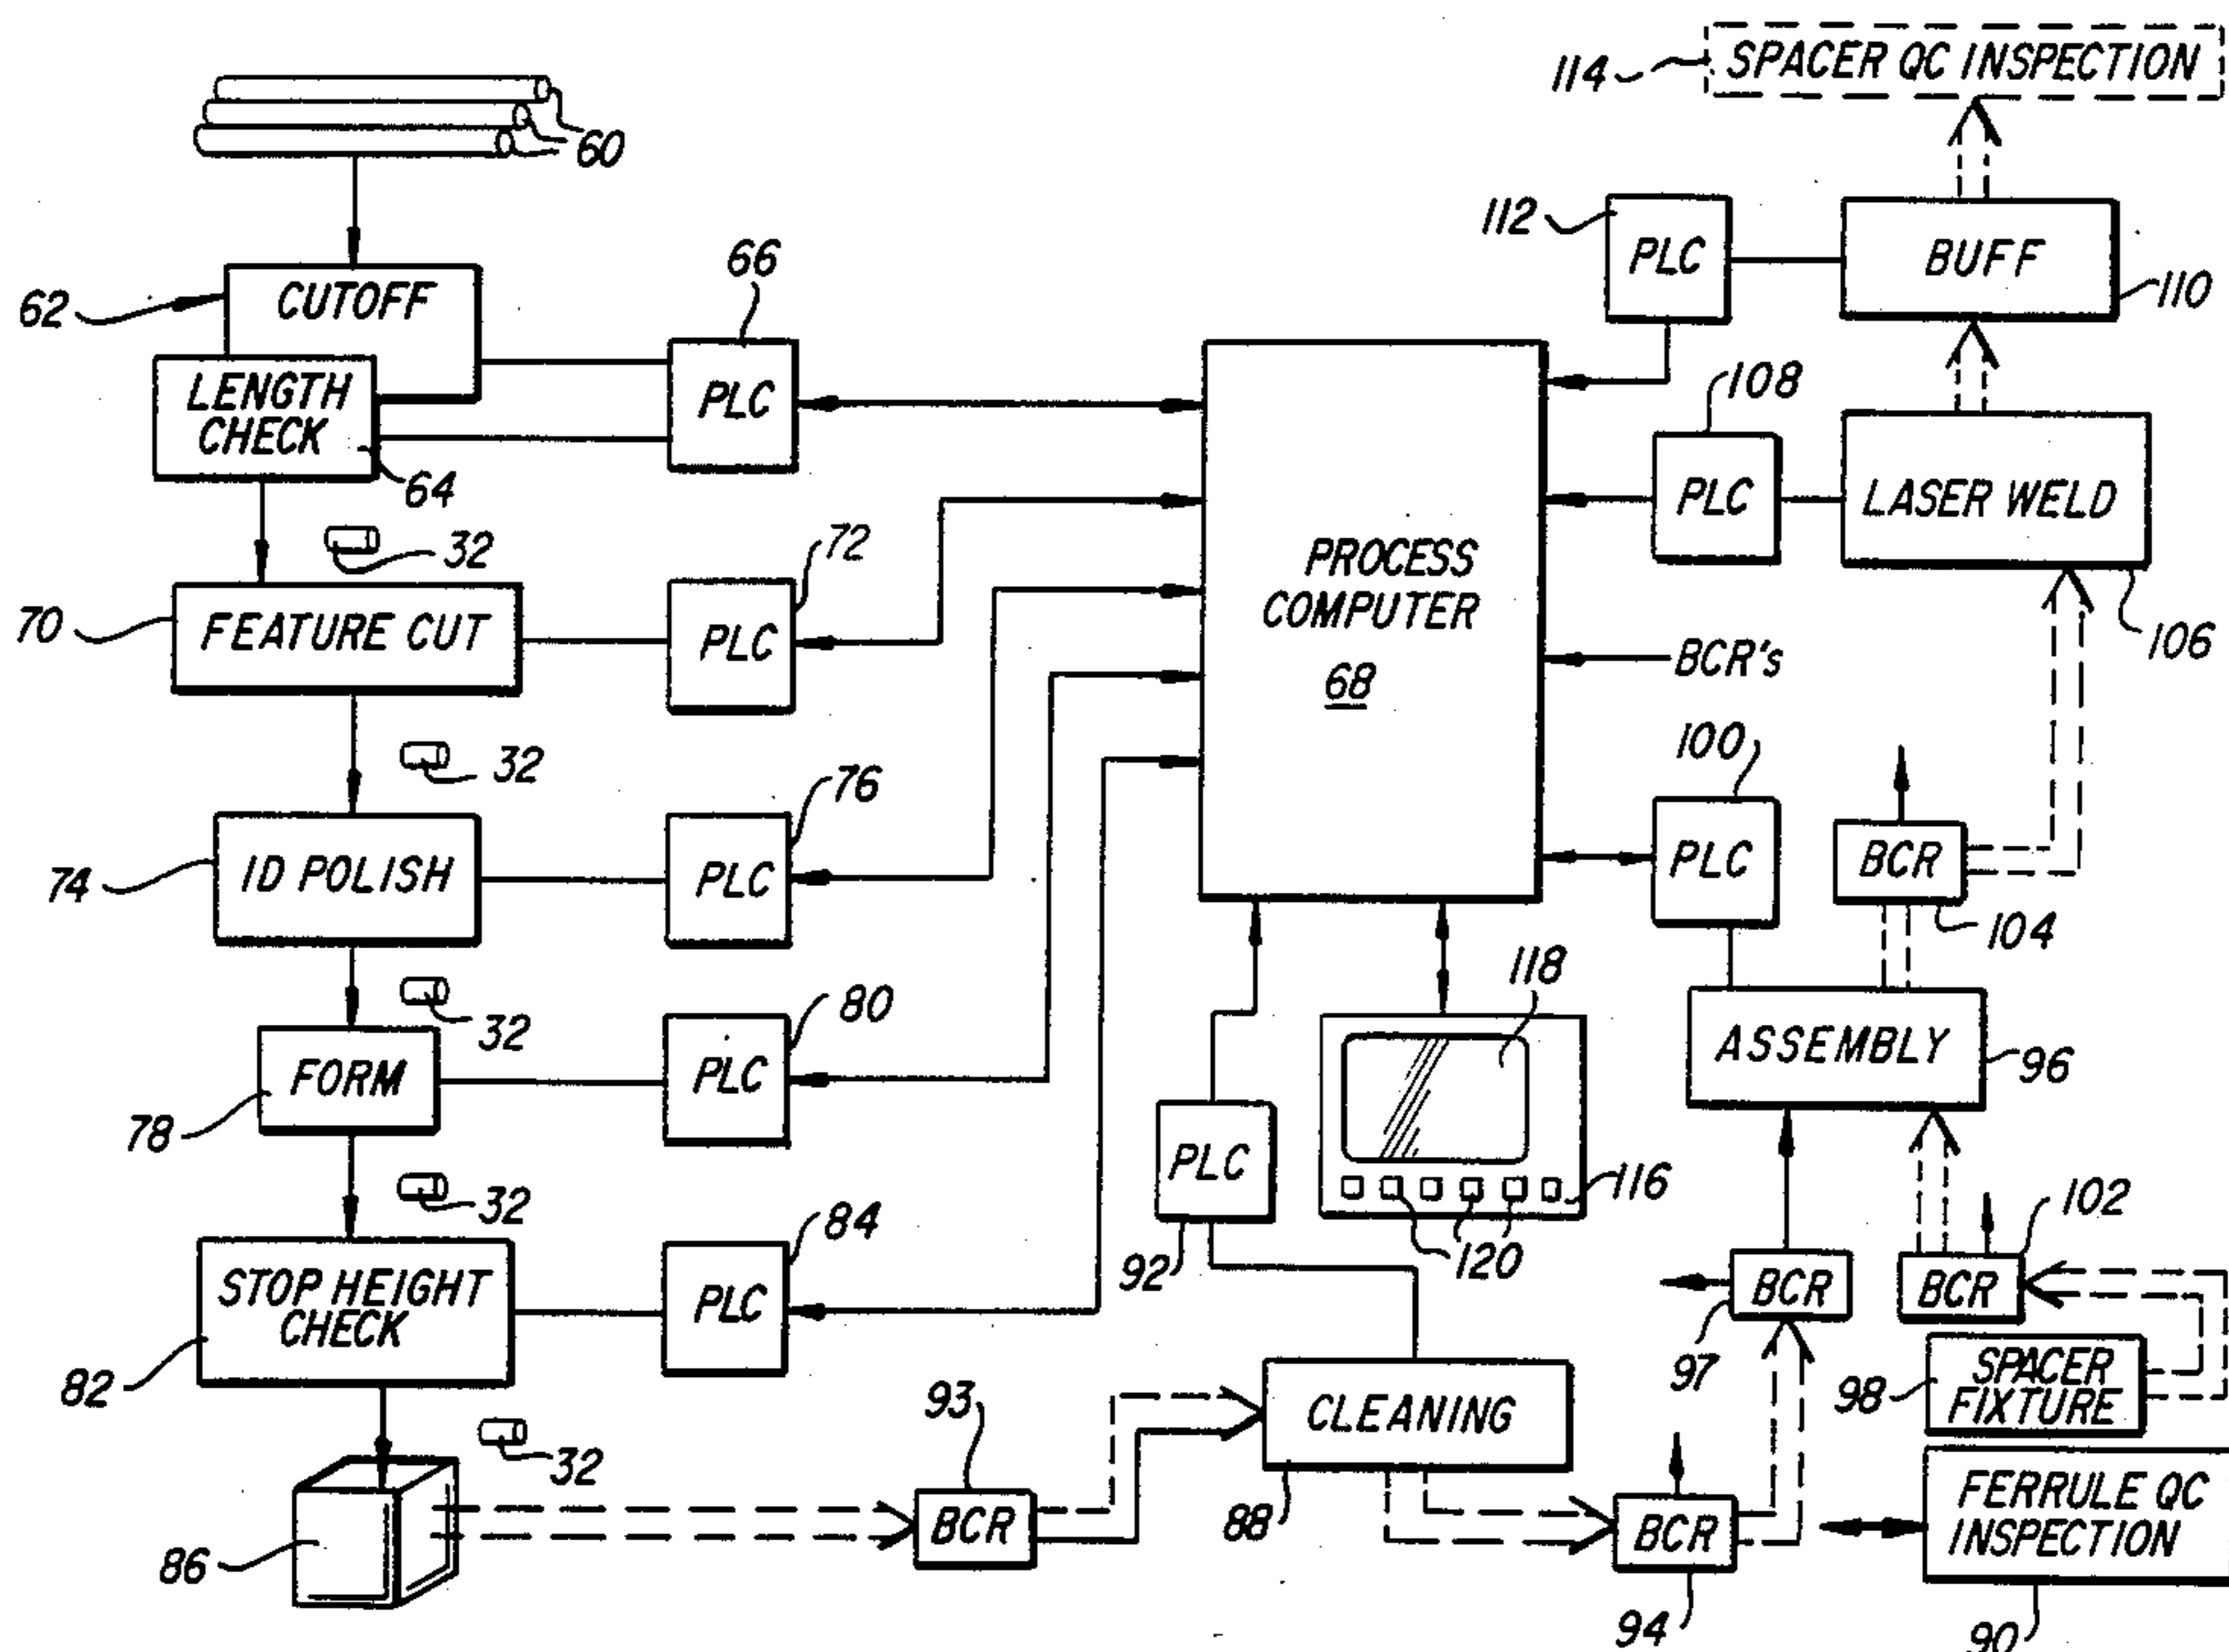 114
SPACER QC INSPECTION
60
112
PLC
BUFF
110
62
CUTOFF
66
PLC
LENGTH
CHECK
64
108
PLC
LASER WELD
106
32
70
FEATURE CUT
72
PLC
PROCESS
COMPUTER
68
BCR's
32
100
PLC
BCR
104
74
ID POLISH
76
PLC
32
78
FORM
80
PLC
118
ASSEMBLY
96
PLC
92
116
120
32
82
STOP HEIGHT
CHECK
84
PLC
BCR
97
BCR
102
98
SPACER
FIXTURE
32
86
93
BCR
CLEANING
88
BCR
94
FERRULE QC
INSPECTION
90